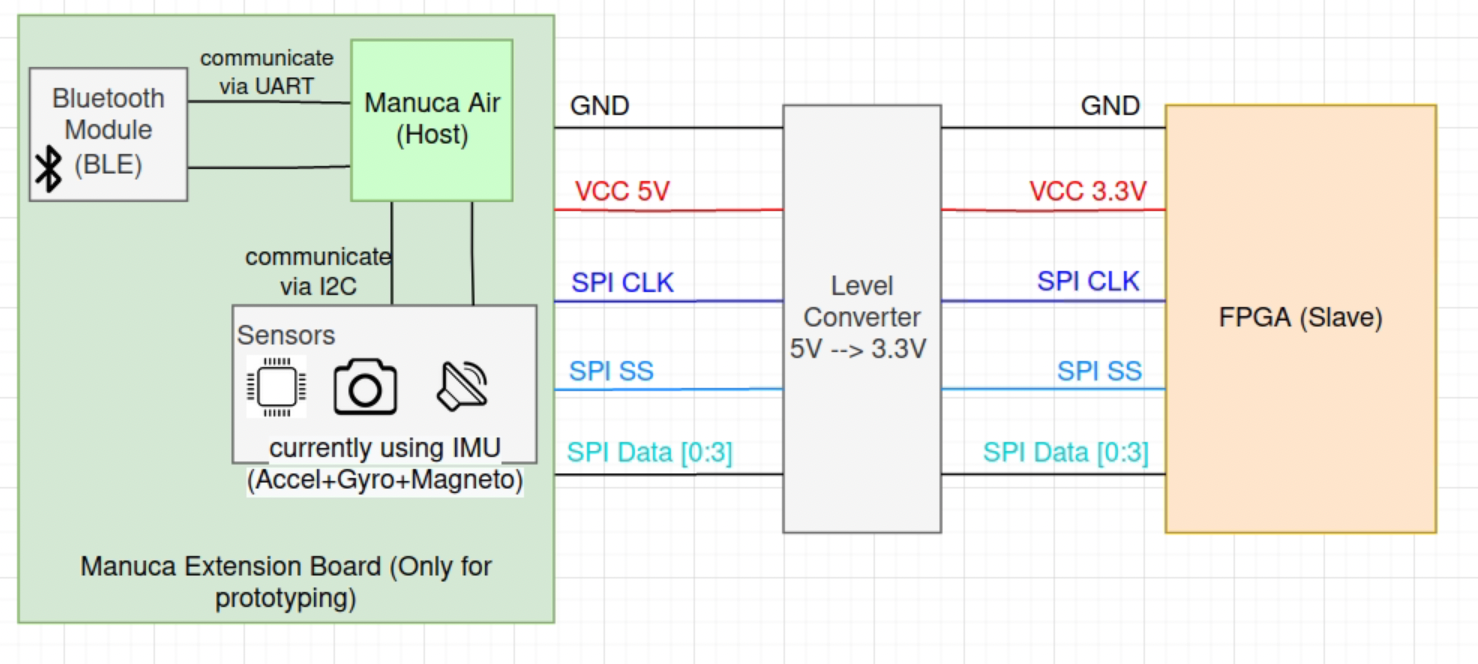 communicate
via UART
Bluetooth
Module
(BLE)
Manuca Air
(Host)
communicate
via I2C
Sensors
currently using IMU
(Accel+Gyro+Magneto)
Manuca Extension Board (Only for
prototyping)
GND
VCC 5V
SPI CLK
SPI SS
SPI Data [0:3]
Level
Converter
5V --> 3.3V
GND
VCC 3.3V
SPI CLK
SPI SS
SPI Data [0:3]
FPGA (Slave)